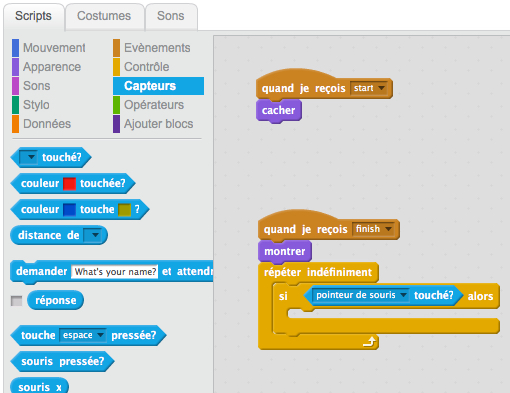 Scripts Costumes Sons
Mouvement Evènements
Apparence Contrôle
Sons Capteurs
Stylo Opérateurs
Données Ajouter blocs
touché?
couleur touchée?
couleur touche ?
distance de
demander What's your name? et attendr
réponse
touche espace pressée?
souris pressée?
souris x
quand je reçois start
cacher
quand je reçois finish
montrer
répéter indéfiniment
si pointeur de souris touché? alors